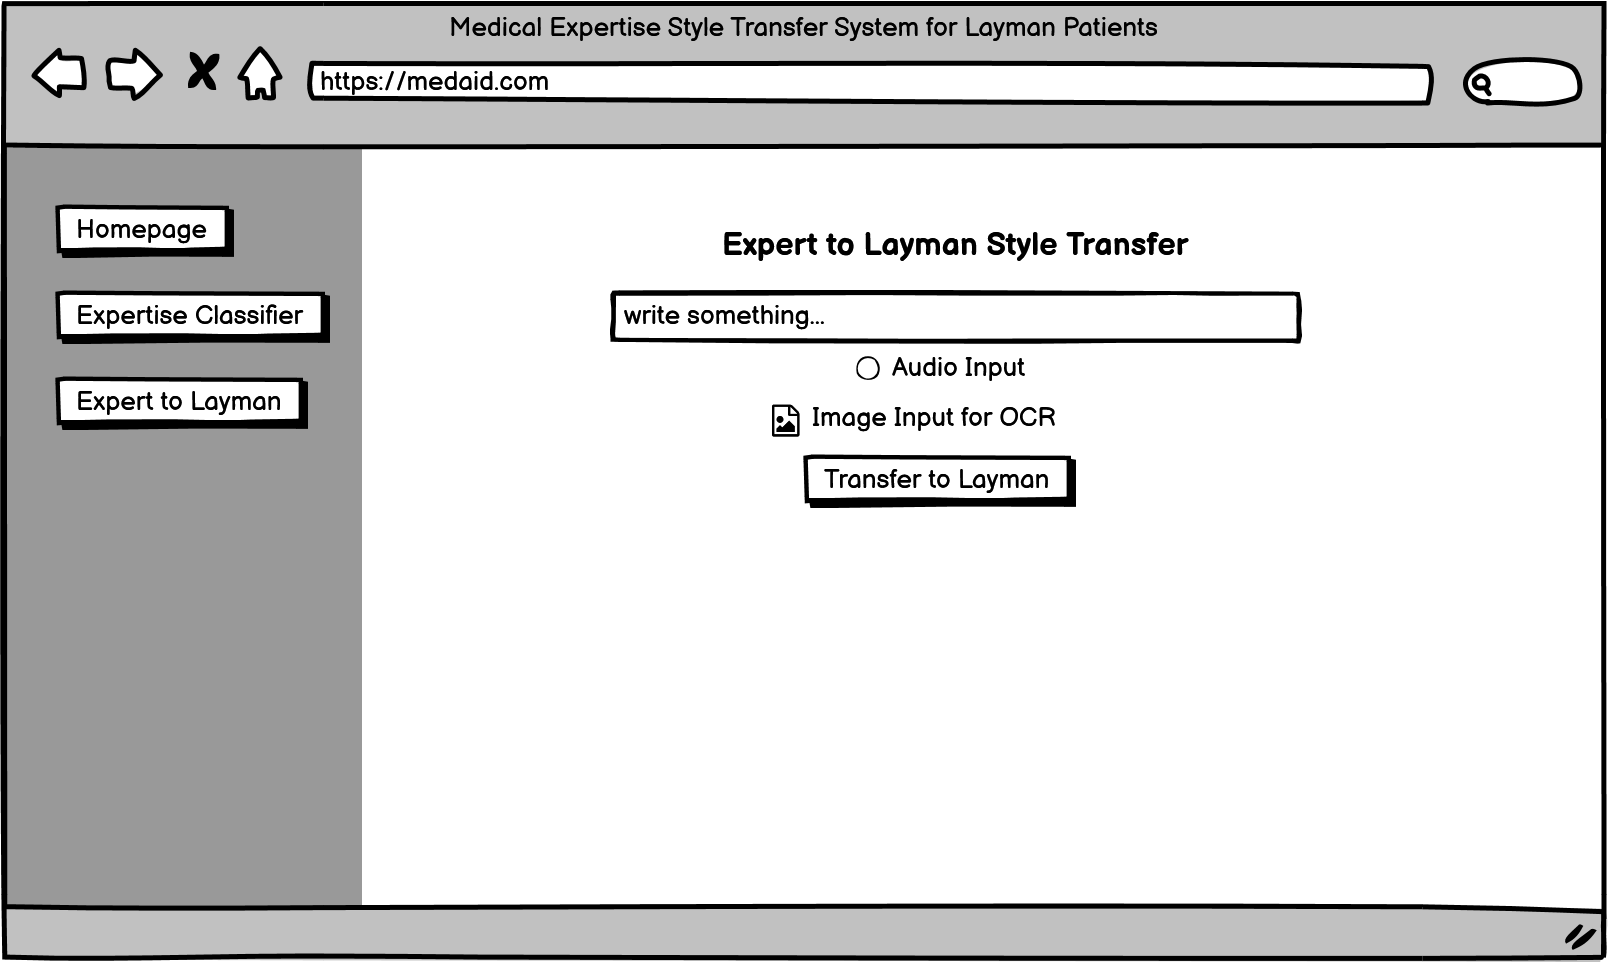 Medical Expertise Style Transfer System for Layman Patients
https://medaid.com
Homepage
Expertise Classifier
Expert to Layman
Expert to Layman Style Transfer
write something...
Audio Input
Image Input for OCR
Transfer to Layman